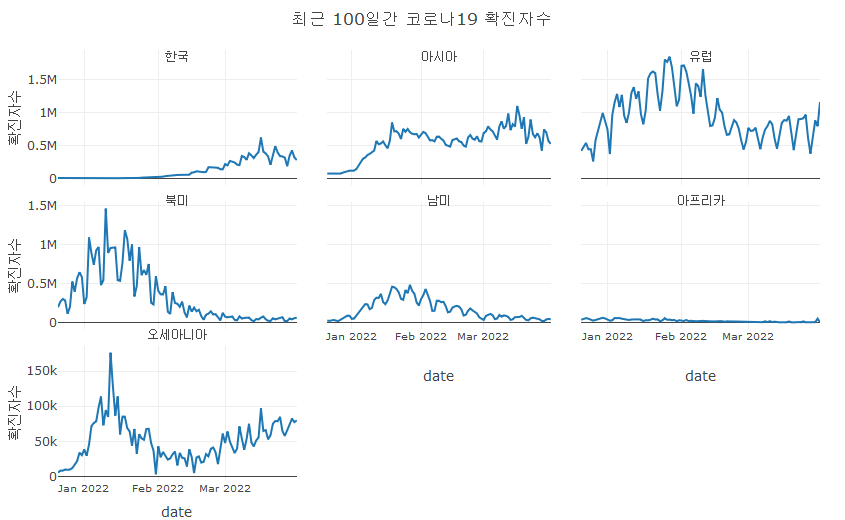 최근 100일간 코로나19 확진자수
한국
아시아
유럽
확진자수
1.5M
1M
0.5M
0
북미
남미
아프리카
확진자수
1.5M
1M
0.5M
0
Jan 2022 Feb 2022 Mar 2022
date
Jan 2022 Feb 2022 Mar 2022
date
오세아니아
확진자수
150k
100k
50k
0
Jan 2022 Feb 2022 Mar 2022
date